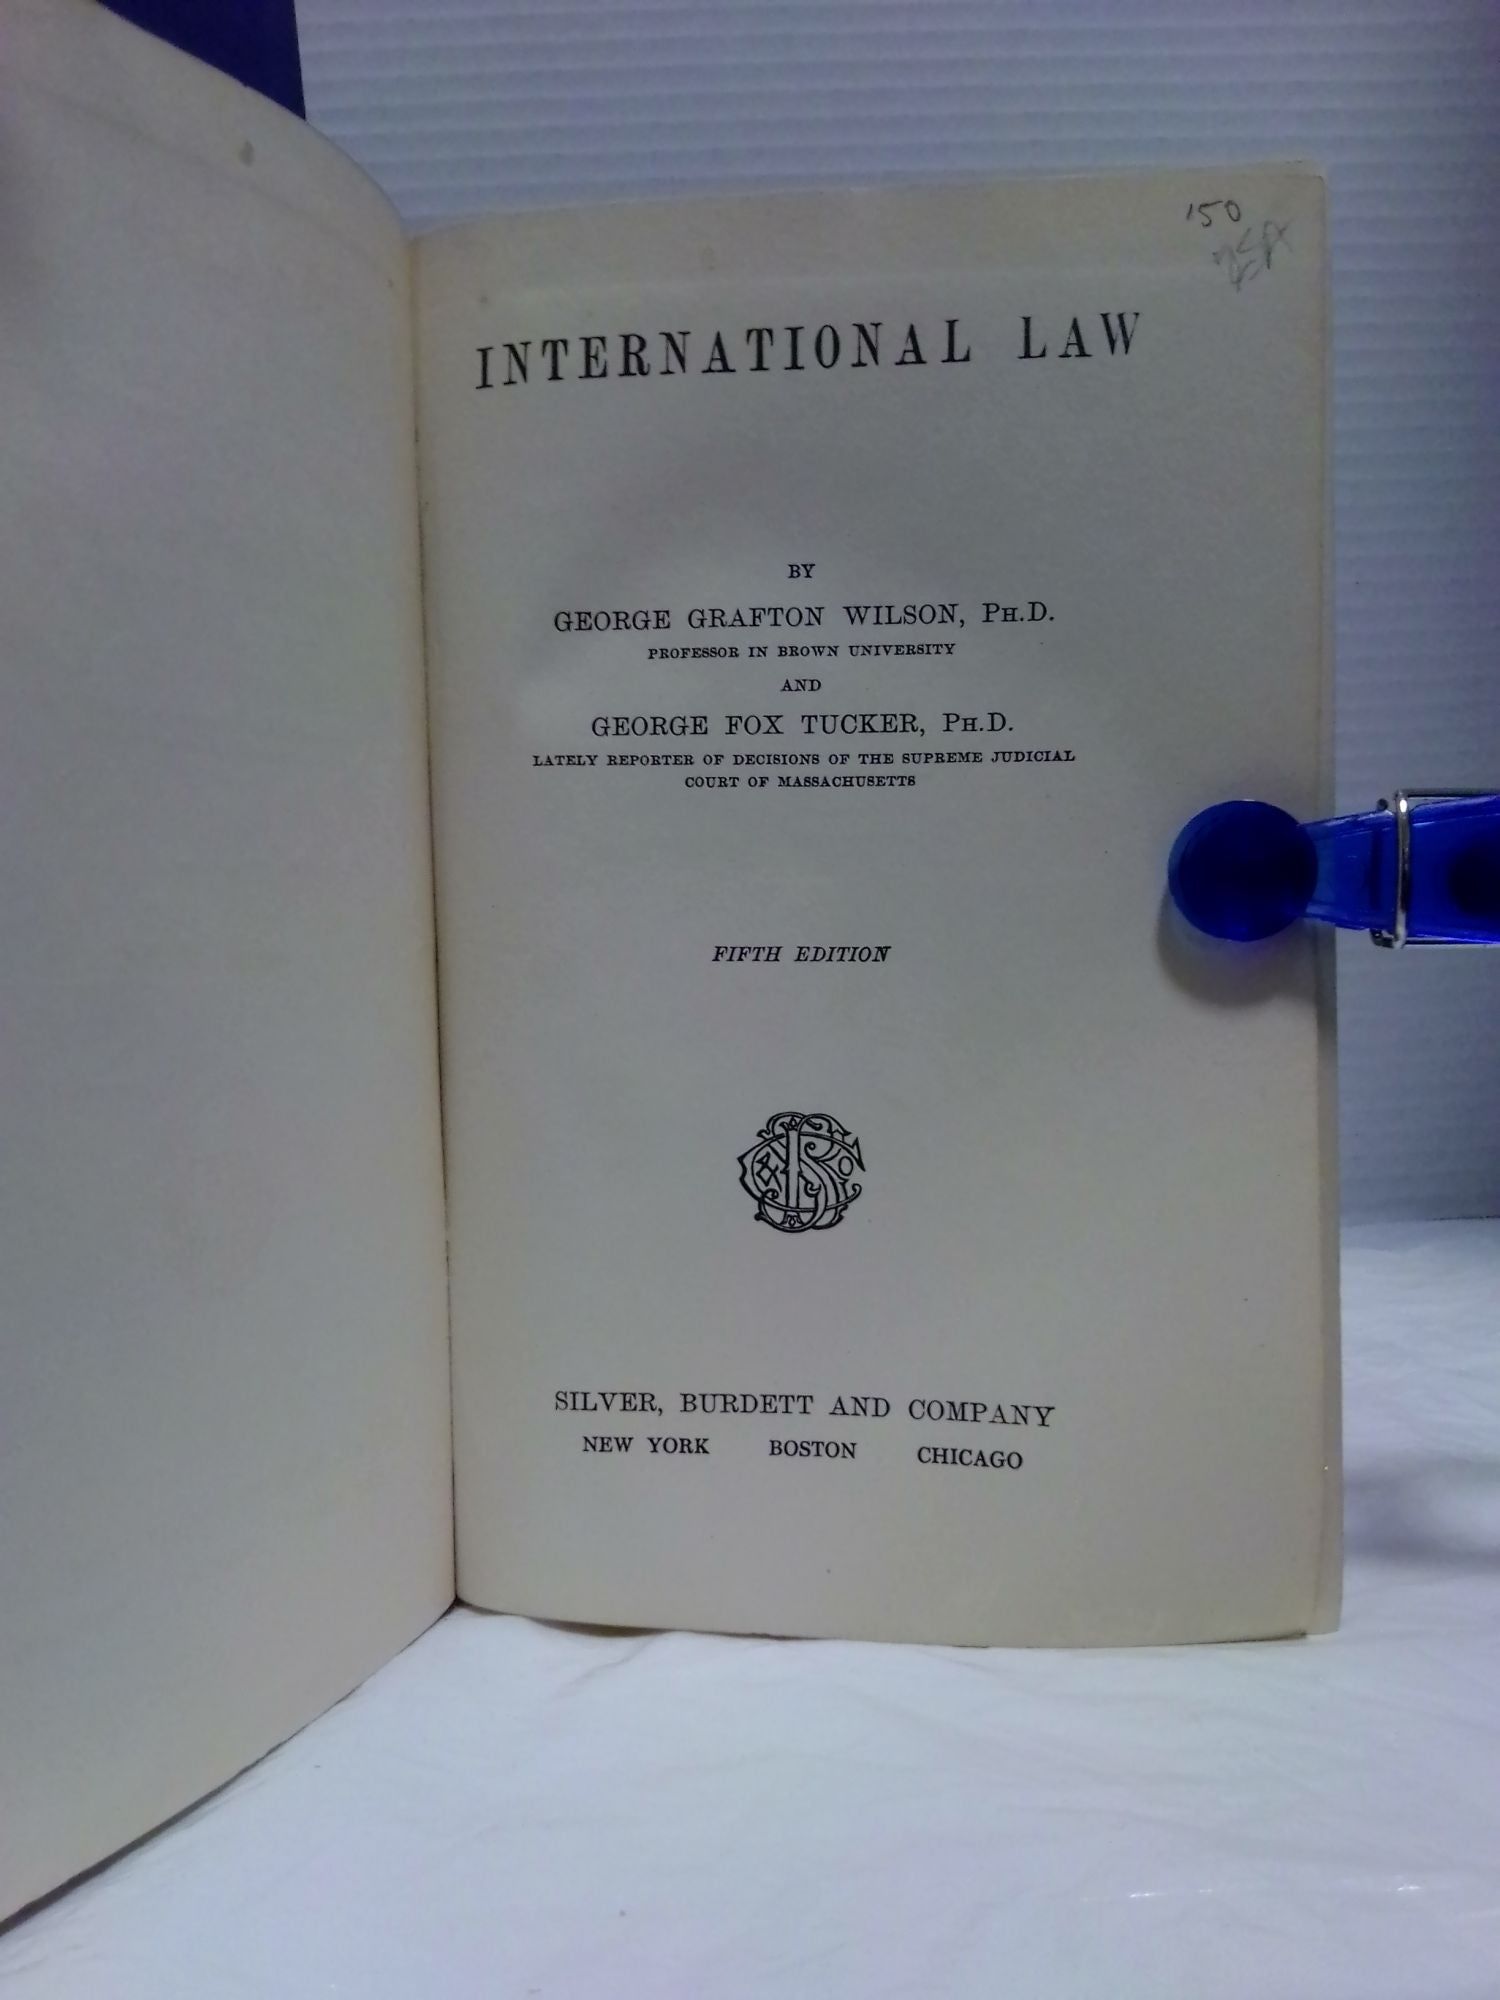 150
INTERNATIONAL LAW
BY
GEORGE GRAFTON WILSON, PH.D.
PROFESSOR IN BROWN UNIVERSITY
AND
GEORGE FOX TUCKER, PH.D.
LATELY REPORTER OF DECISIONS OF THE SUPREME JUDICIAL
COURT OF MASSACHUSETTS
FIFTH EDITION
SILVER, BURDETT AND COMPANY
NEW YORK BOSTON CHICAGO